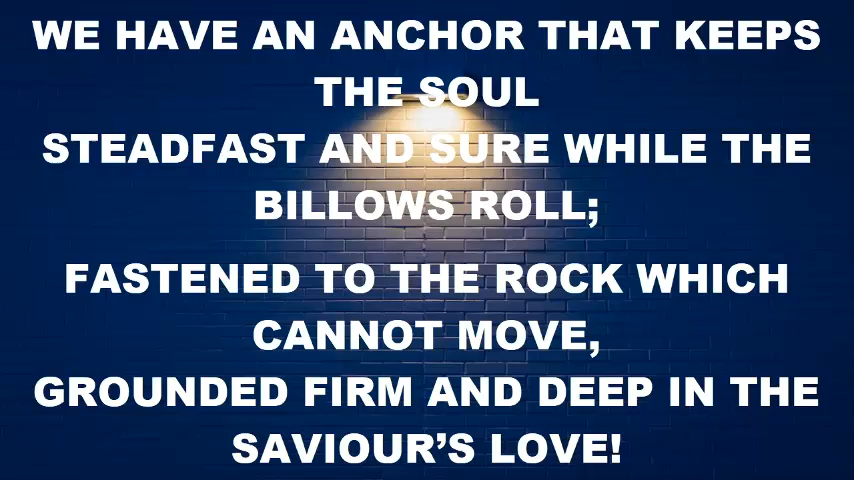 WE HAVE AN ANCHOR THAT KEEPS
THE SOUL
STEADFAST AND SURE WHILE THE
BILLOWS ROLL;
FASTENED TO THE ROCK WHICH
CANNOT MOVE,
GROUNDED FIRM AND DEEP IN THE
SAVIOUR’S LOVE!